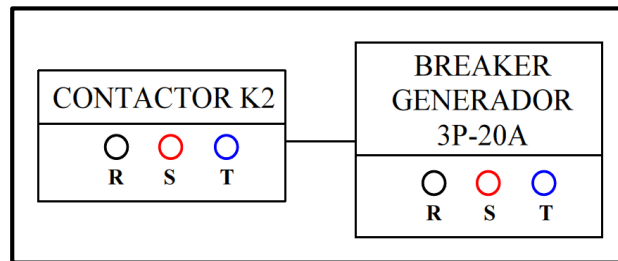 CONTACTOR K2
R S T
BREAKER
GENERADOR
3P-20A
R S T